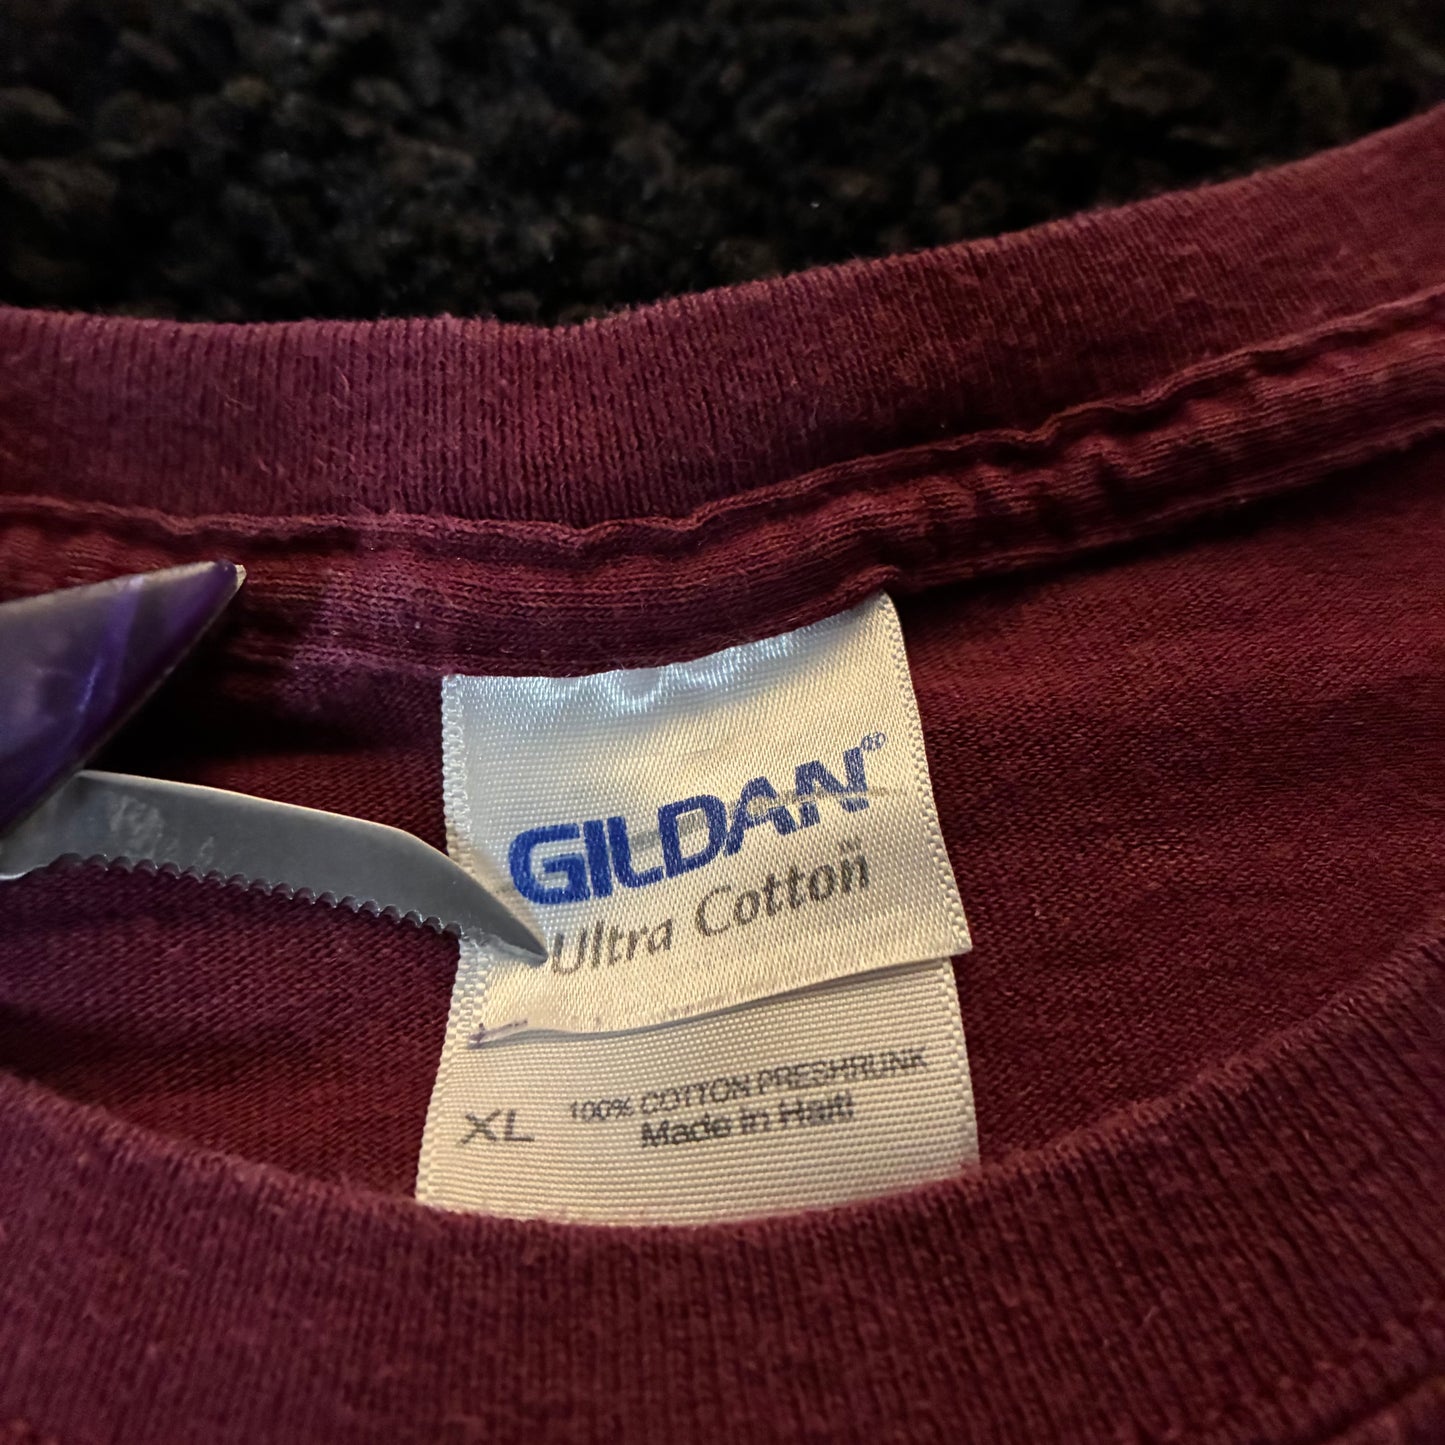 GILDAN®
Ultra Cotton
XL 100% COTTON PRESHRUNK
Made in Haiti